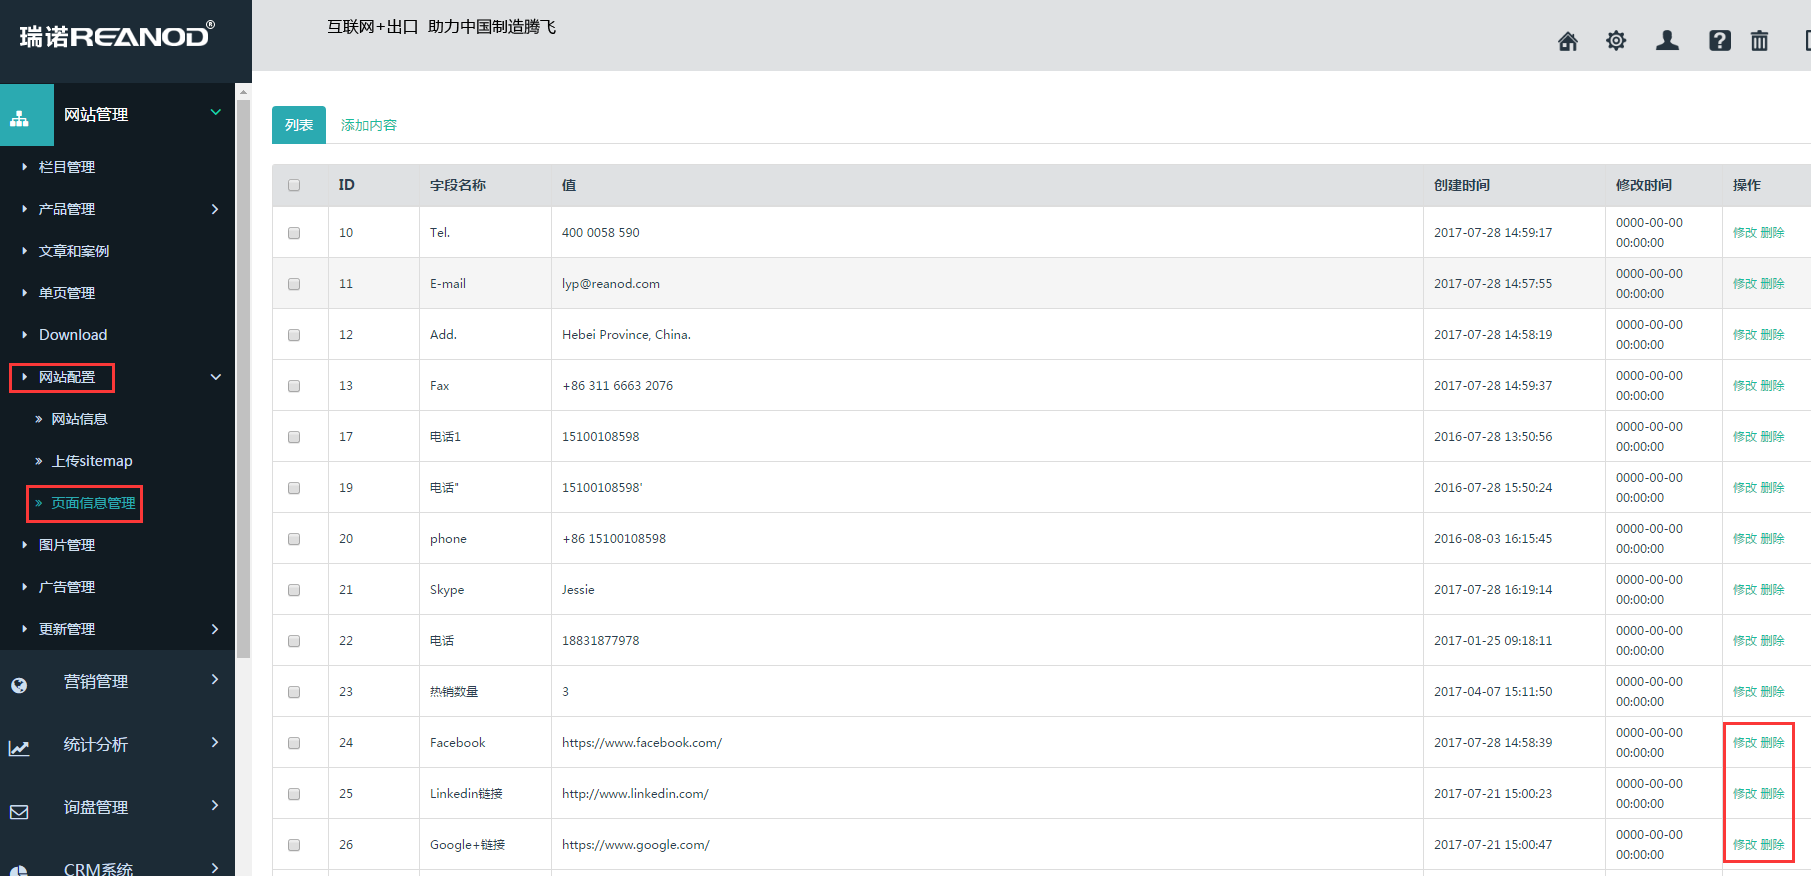 瑞诺REANOD®
互联网+出口 助力中国制造腾飞
网站管理
栏目管理
产品管理
文章和案例
单页管理
Download
网站配置
网站信息
上传sitemap
页面信息管理
图片管理
广告管理
更新管理
营销管理
统计分析
询盘管理
CRM系统
列表 添加内容
ID 字段名称 值 创建时间 修改时间 操作
10 Tel. 400 0058 590 2017-07-28 14:59:17 0000-00-00 00:00:00 修改 删除
11 E-mail lyp@reanod.com 2017-07-28 14:57:55 0000-00-00 00:00:00 修改 删除
12 Add. Hebei Province, China. 2017-07-28 14:58:19 0000-00-00 00:00:00 修改 删除
13 Fax +86 311 6663 2076 2017-07-28 14:59:37 0000-00-00 00:00:00 修改 删除
17 电话1 15100108598 2016-07-28 13:50:56 0000-00-00 00:00:00 修改 删除
19 电话" 15100108598' 2016-07-28 15:50:24 0000-00-00 00:00:00 修改 删除
20 phone +86 15100108598 2016-08-03 16:15:45 0000-00-00 00:00:00 修改 删除
21 Skype Jessie 2017-07-28 16:19:14 0000-00-00 00:00:00 修改 删除
22 电话 18831877978 2017-01-25 09:18:11 0000-00-00 00:00:00 修改 删除
23 热销数量 3 2017-04-07 15:11:50 0000-00-00 00:00:00 修改 删除
24 Facebook https://www.facebook.com/ 2017-07-28 14:58:39 0000-00-00 00:00:00 修改 删除
25 Linkedin链接 http://www.linkedin.com/ 2017-07-21 15:00:23 0000-00-00 00:00:00 修改 删除
26 Google+链接 https://www.google.com/ 2017-07-21 15:00:47 0000-00-00 00:00:00 修改 删除